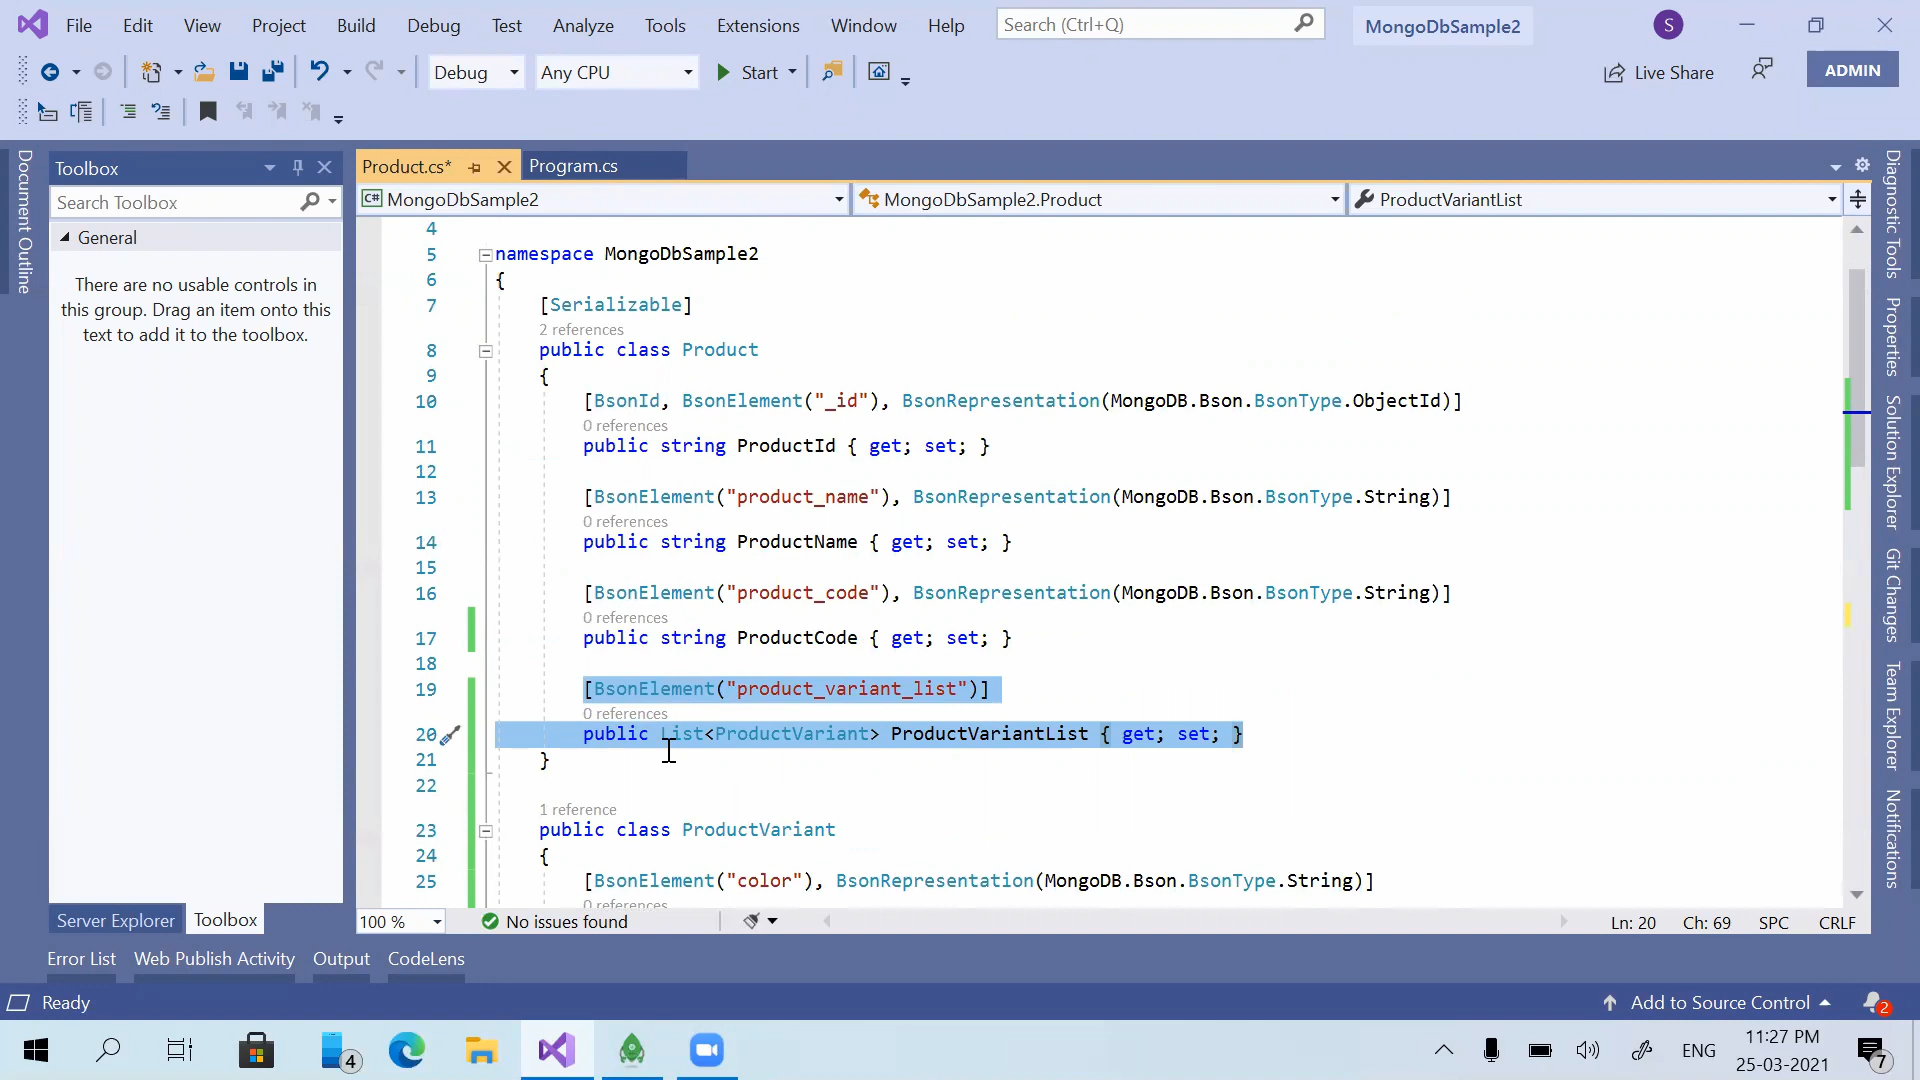 File Edit View Project Build Debug Test Analyze Tools Extensions Window Help Search (Ctrl+Q) MongoDbSample2 S
Debug Any CPU Start Live Share ADMIN
Document Outline
Toolbox
Search Toolbox
General
There are no usable controls in
this group. Drag an item onto this
text to add it to the toolbox.
Server Explorer Toolbox
Product.cs* Program.cs
C# MongoDbSample2 MongoDbSample2.Product ProductVariantList
4
5 namespace MongoDbSample2
6 {
7 [Serializable]
2 references
8 public class Product
9 {
10 [BsonId, BsonElement("_id"), BsonRepresentation(MongoDB.Bson.BsonType.ObjectId)]
0 references
11 public string ProductId { get; set; }
12
13 [BsonElement("product_name"), BsonRepresentation(MongoDB.Bson.BsonType.String)]
0 references
14 public string ProductName { get; set; }
15
16 [BsonElement("product_code"), BsonRepresentation(MongoDB.Bson.BsonType.String)]
0 references
17 public string ProductCode { get; set; }
18
19 [BsonElement("product_variant_list")]
0 references
20 public List<ProductVariant> ProductVariantList { get; set; }
21 }
22
1 reference
23 public class ProductVariant
24 {
25 [BsonElement("color"), BsonRepresentation(MongoDB.Bson.BsonType.String)]
0 references
100 % No issues found Ln: 20 Ch: 69 SPC CRLF
Diagnostic Tools
Properties
Solution Explorer
Git Changes
Team Explorer
Notifications
Error List Web Publish Activity Output CodeLens
Ready Add to Source Control 2
4 ENG 11:27 PM
25-03-2021 7